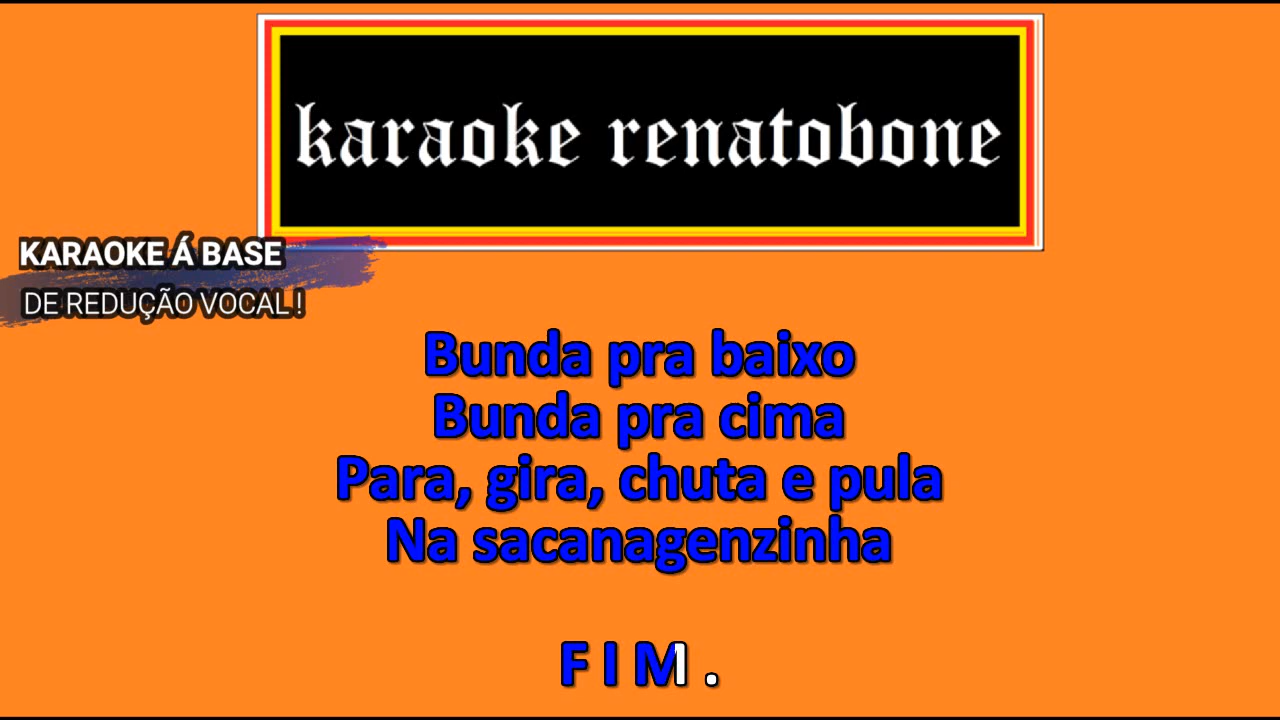 karaoke renatobone
KARAOKE Á BASE
DE REDUÇÃO VOCAL !
Bunda pra baixo
Bunda pra cima
Para, gira, chuta e pula
Na sacanagenzinha
F I M .